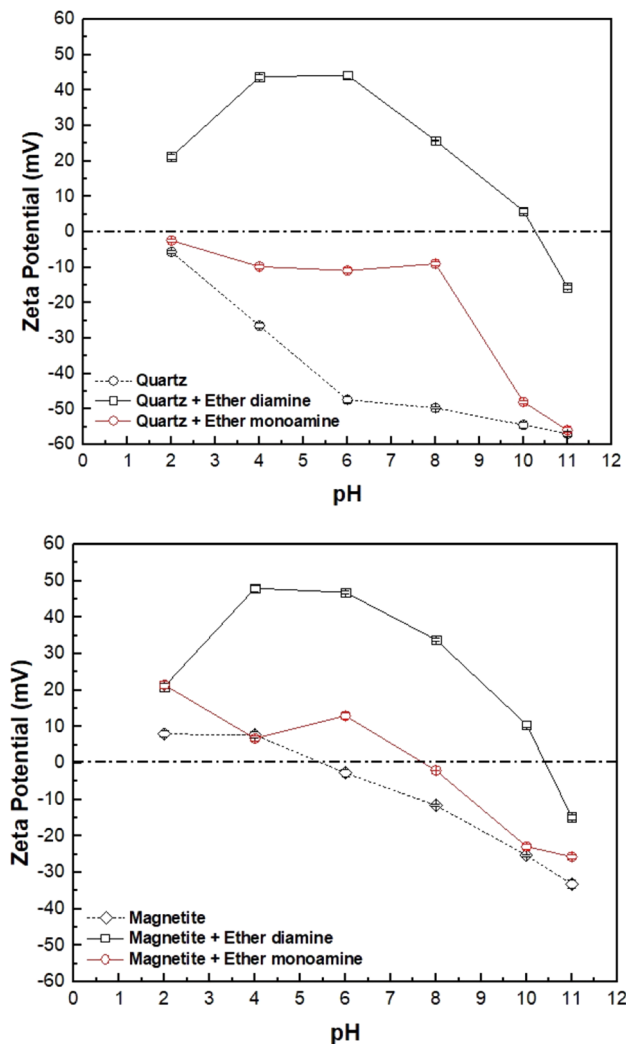 60
50
40
30
20
10
0
-10
-20
-30
-40
-50
-60
Zeta Potential (mV)
Quartz
Quartz + Ether diamine
Quartz + Ether monoamine
0 1 2 3 4 5 6 7 8 9 10 11 12
pH
60
50
40
30
20
10
0
-10
-20
-30
-40
-50
-60
Zeta Potential (mV)
Magnetite
Magnetite + Ether diamine
Magnetite + Ether monoamine
0 1 2 3 4 5 6 7 8 9 10 11 12
pH